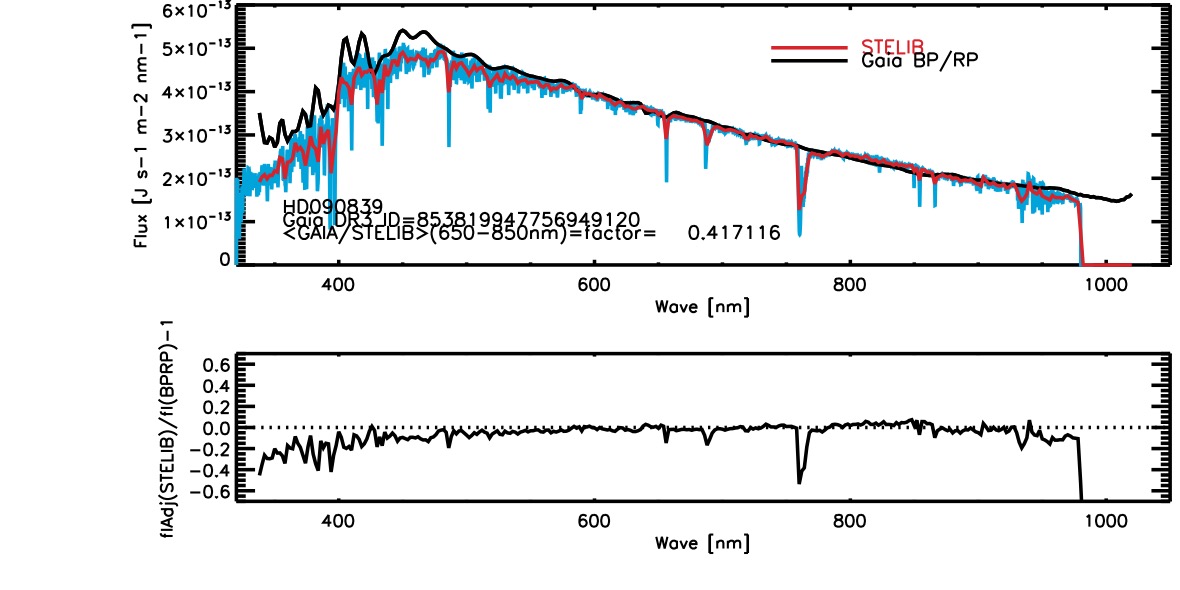 6×10−13
5×10−13
4×10−13
3×10−13
2×10−13
1×10−13
0
Flux [J s−1 m−2 nm−1]
STELIB
Gaia BP/RP
HD090839
Gaia DR3 ID=853819947756949120
<GAIA/STELIB>(650−850nm)=factor= 0.417116
400 600 800 1000
Wave [nm]
flAdj(STELIB)/fl(BPRP)−1
0.6
0.4
0.2
0.0
−0.2
−0.4
−0.6
400 600 800 1000
Wave [nm]